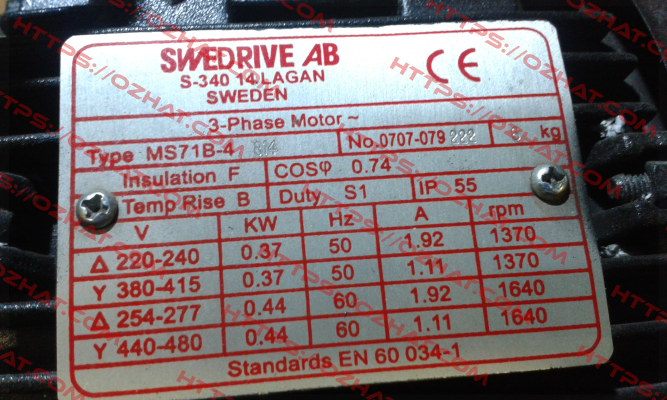 SWEDRIVE AB
S-340 14 LAGAN
SWEDEN
CE
3-Phase Motor ~
Type MS71B-4 B14 No.0707-079 222 kg
Insulation F COSφ 0.74
Temp Rise B Duty S1 IP 55
V KW Hz A rpm
Δ 220-240 0.37 50 1.92 1370
Y 380-415 0.37 50 1.11 1370
Δ 254-277 0.44 60 1.92 1640
Y 440-480 0.44 60 1.11 1640
Standards EN 60 034-1
HTTPS://OZHAT.COM